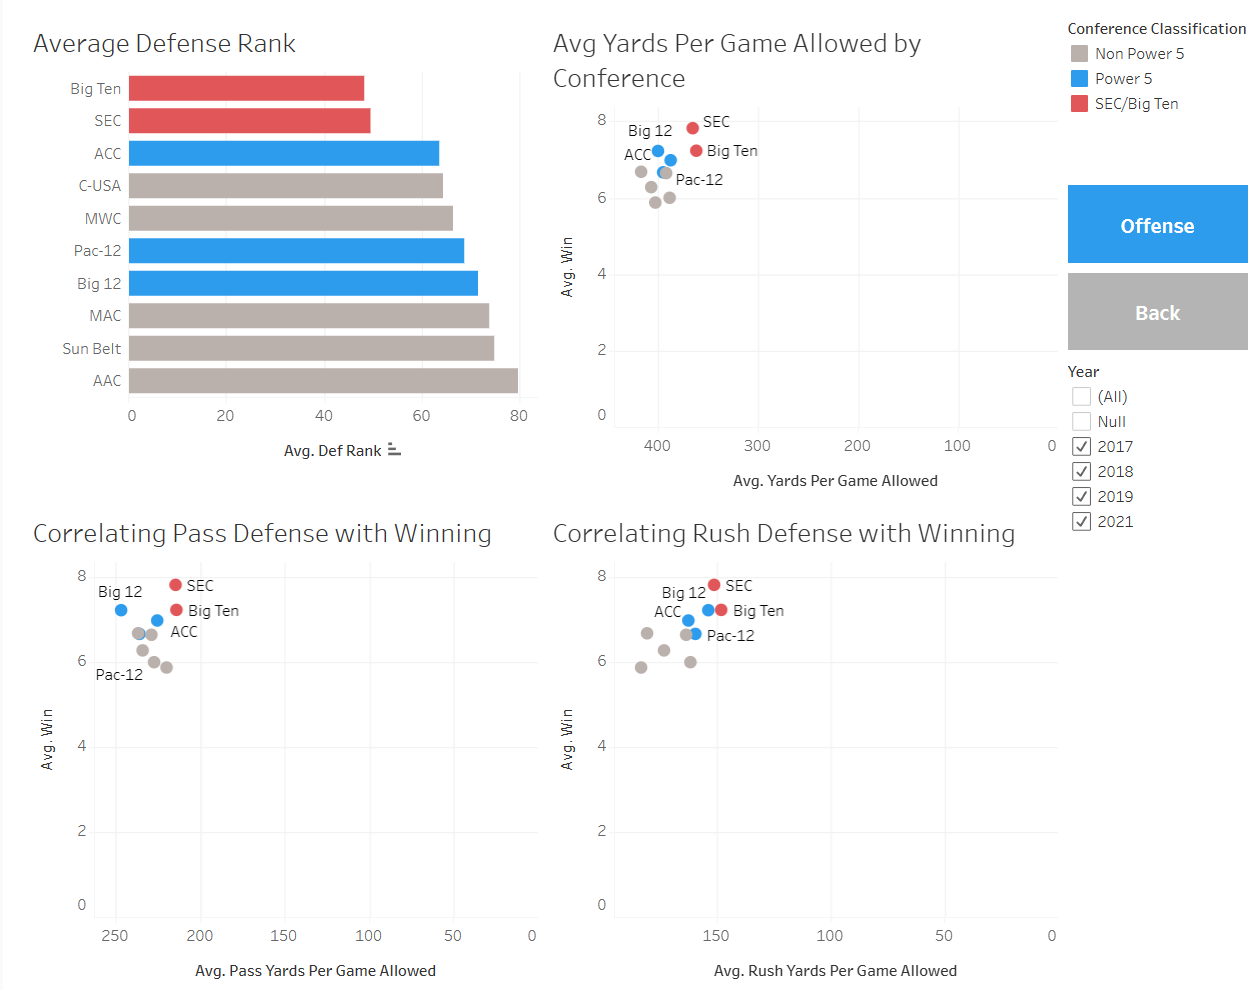 Average Defense Rank
Big Ten
SEC
ACC
C-USA
MWC
Pac-12
Big 12
MAC
Sun Belt
AAC
0 20 40 60 80
Avg. Def Rank
Avg Yards Per Game Allowed by
Conference
8
6
4
2
0
Avg. Win
SEC
Big 12
ACC
Big Ten
Pac-12
400 300 200 100 0
Avg. Yards Per Game Allowed
Conference Classification
Non Power 5
Power 5
SEC/Big Ten
Offense
Back
Year
(All)
Null
2017
2018
2019
2021
Correlating Pass Defense with Winning
8
6
4
2
0
Avg. Win
SEC
Big 12
Big Ten
ACC
Pac-12
250 200 150 100 50 0
Avg. Pass Yards Per Game Allowed
Correlating Rush Defense with Winning
8
6
4
2
0
Avg. Win
SEC
Big 12
ACC
Big Ten
Pac-12
150 100 50 0
Avg. Rush Yards Per Game Allowed